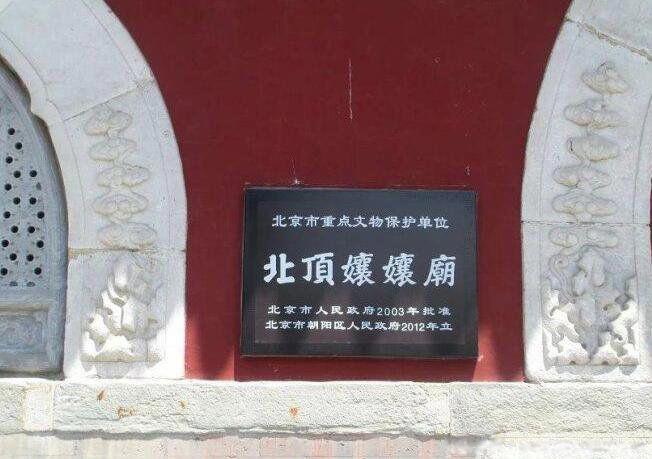 北京市重点文物保护单位
北頂孃孃廟
北京市人民政府2003年批准
北京市朝阳区人民政府2012年立